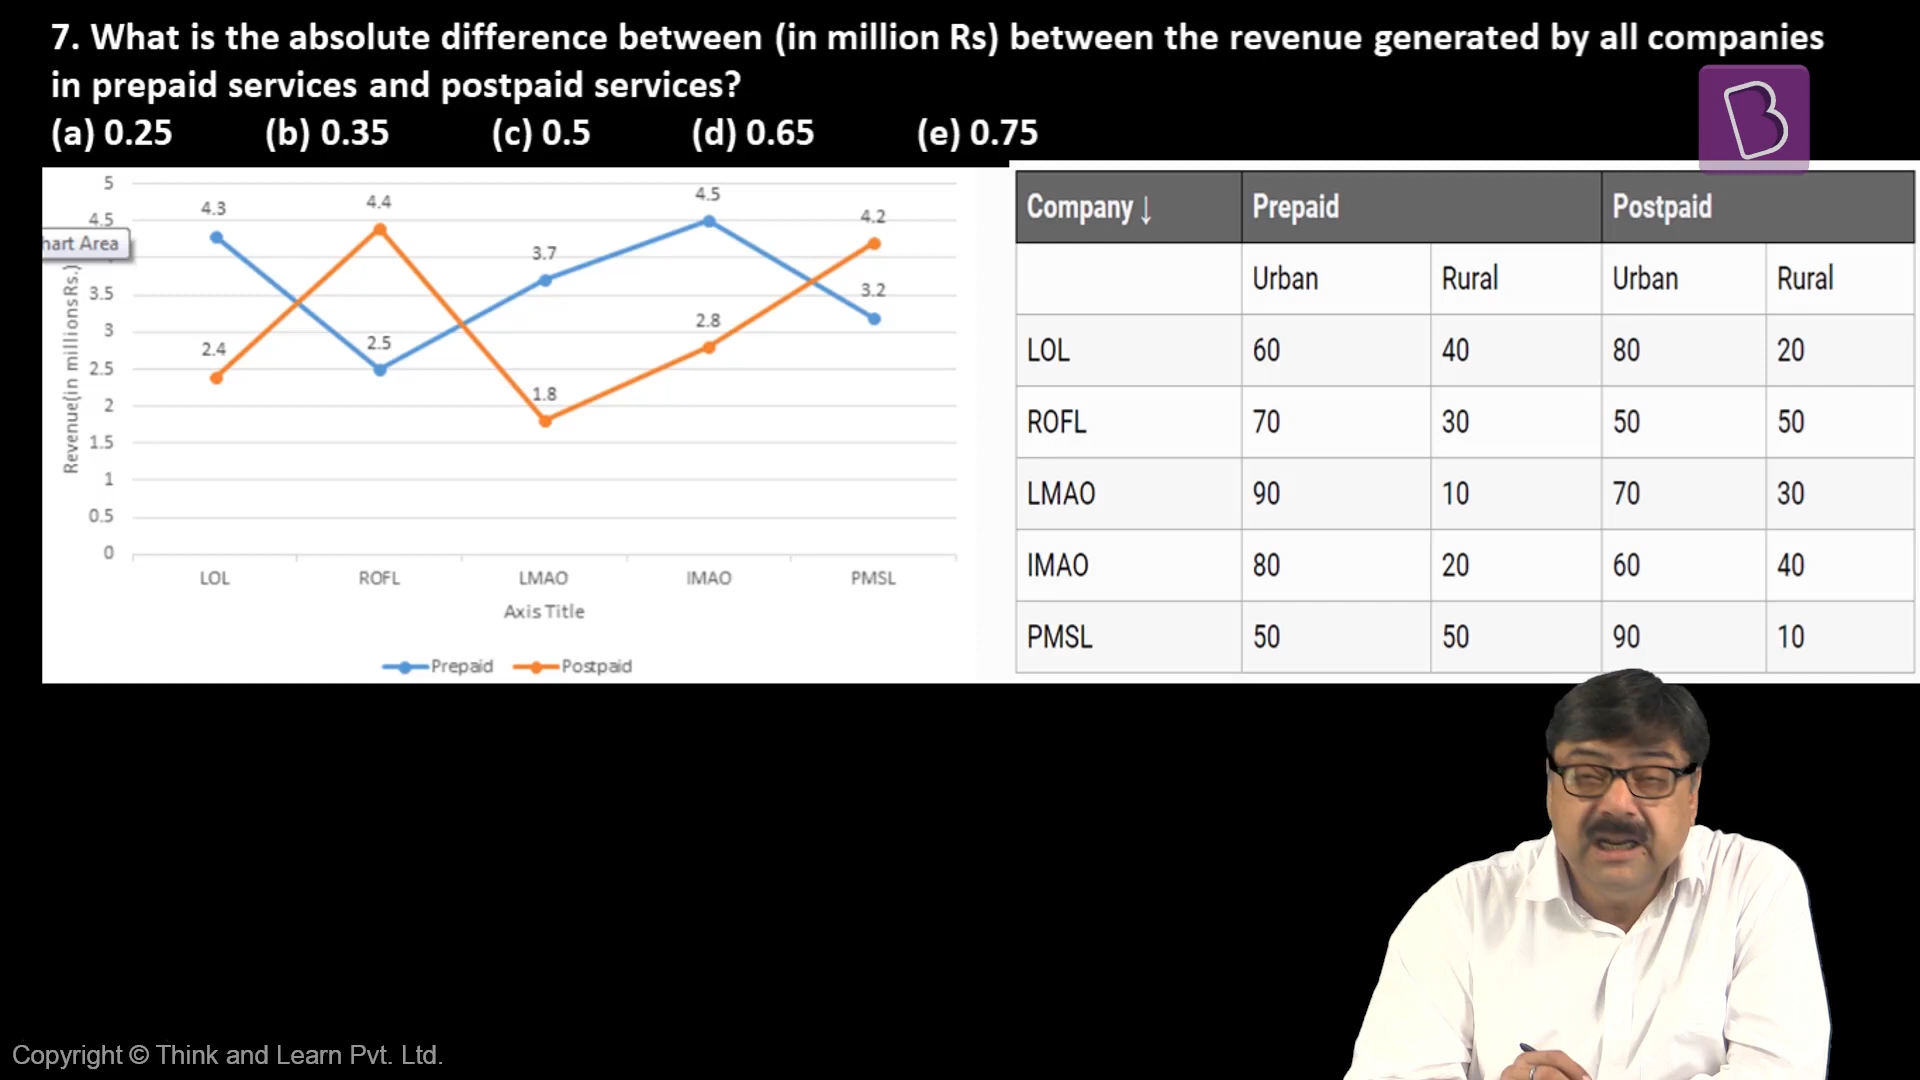 7. What is the absolute difference between (in million Rs) between the revenue generated by all companies
in prepaid services and postpaid services?
(a) 0.25 (b) 0.35 (c) 0.5 (d) 0.65 (e) 0.75
B
5
4.5
3.5
3
2.5
2
1.5
1
0.5
0
hart Area
Revenue(in millionsRs.)
4.3
4.4
4.5
4.2
3.7
3.2
2.4
2.5
2.8
1.8
LOL ROFL LMAO IMAO PMSL
Axis Title
Prepaid Postpaid
Company ↓ Prepaid Postpaid
Urban Rural Urban Rural
LOL 60 40 80 20
ROFL 70 30 50 50
LMAO 90 10 70 30
IMAO 80 20 60 40
PMSL 50 50 90 10
Copyright © Think and Learn Pvt. Ltd.